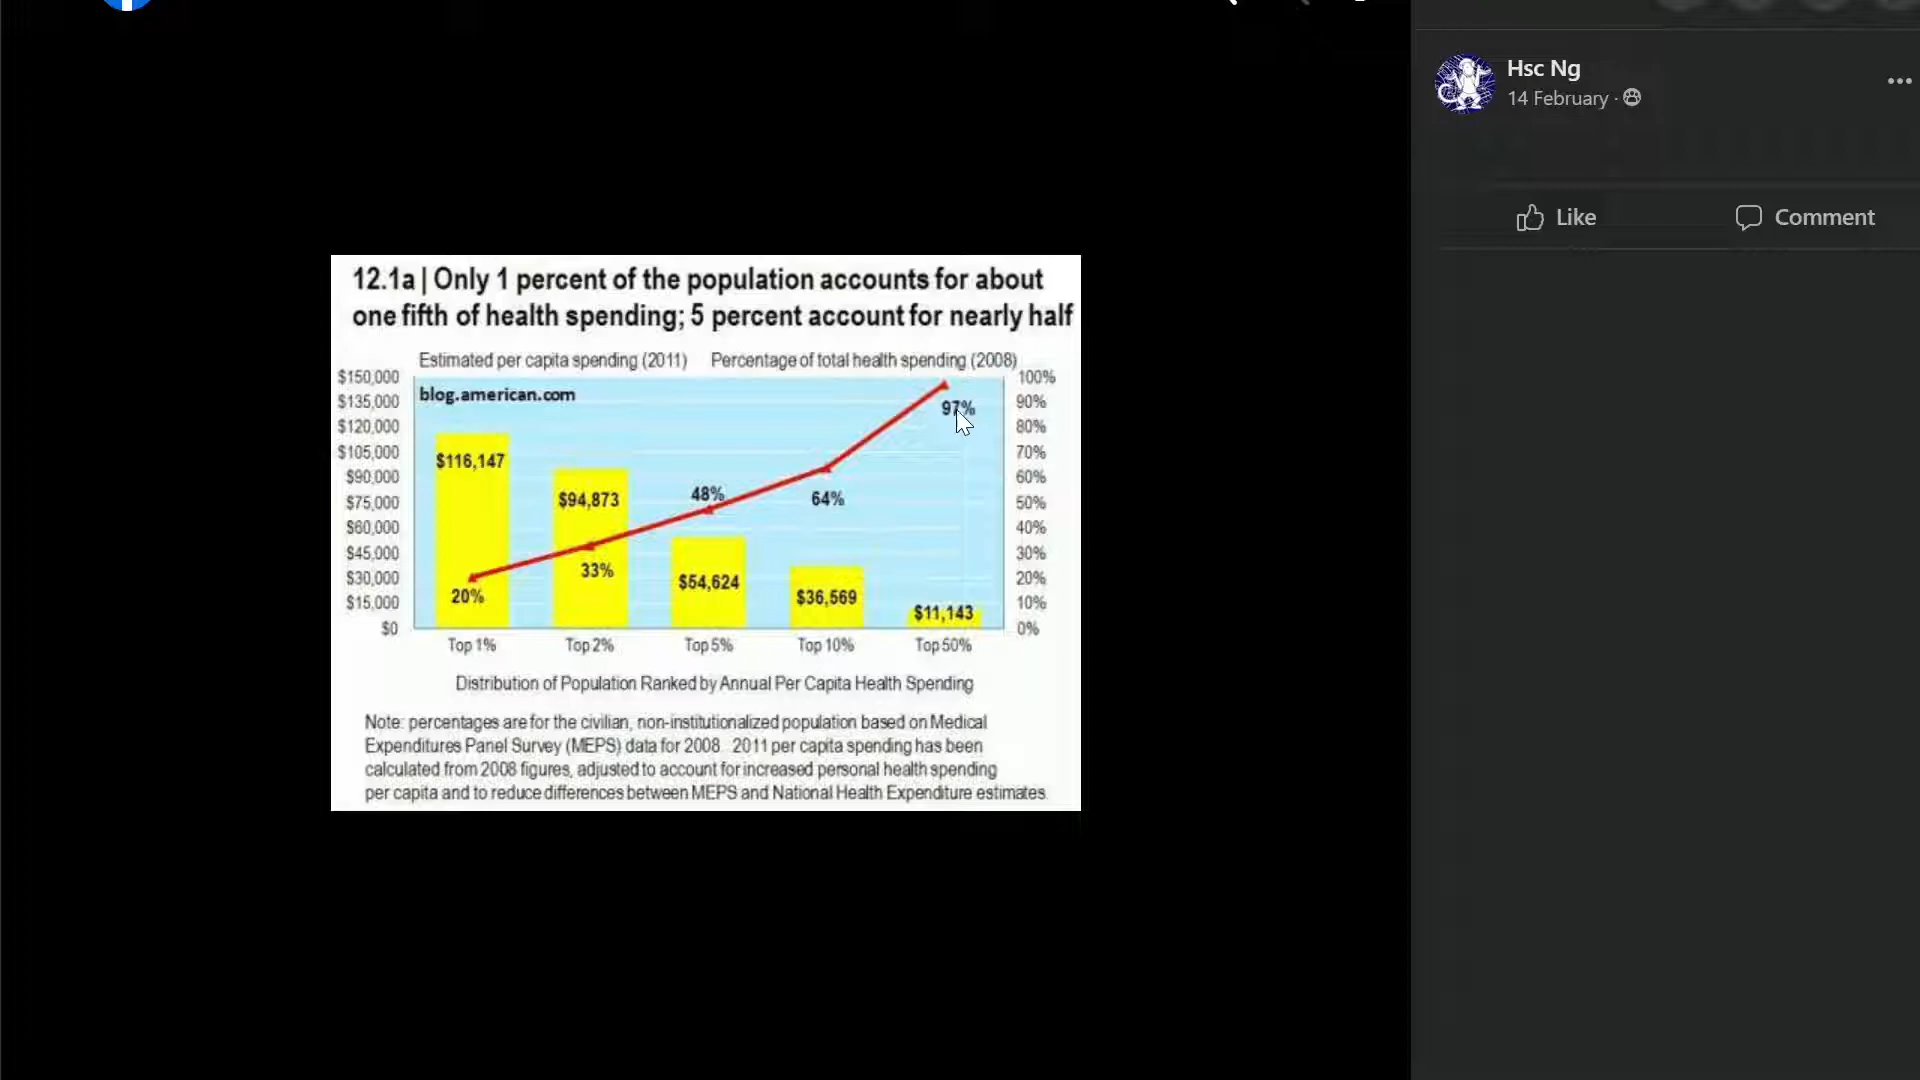 Hsc Ng
14 February ·
Like
Comment
12.1a | Only 1 percent of the population accounts for about
one fifth of health spending; 5 percent account for nearly half
Estimated per capita spending (2011)
Percentage of total health spending (2008)
blog.american.com
$150,000
$135,000
$120,000
$105,000
$90,000
$75,000
$60,000
$45,000
$30,000
$15,000
$0
100%
90%
80%
70%
60%
50%
40%
30%
20%
10%
0%
$116,147
$94,873
$54,624
$36,569
$11,143
20%
33%
48%
64%
97%
Top 1%
Top 2%
Top 5%
Top 10%
Top 50%
Distribution of Population Ranked by Annual Per Capita Health Spending
Note: percentages are for the civilian, non-institutionalized population based on Medical
Expenditures Panel Survey (MEPS) data for 2008. 2011 per capita spending has been
calculated from 2008 figures, adjusted to account for increased personal health spending
per capita and to reduce differences between MEPS and National Health Expenditure estimates.